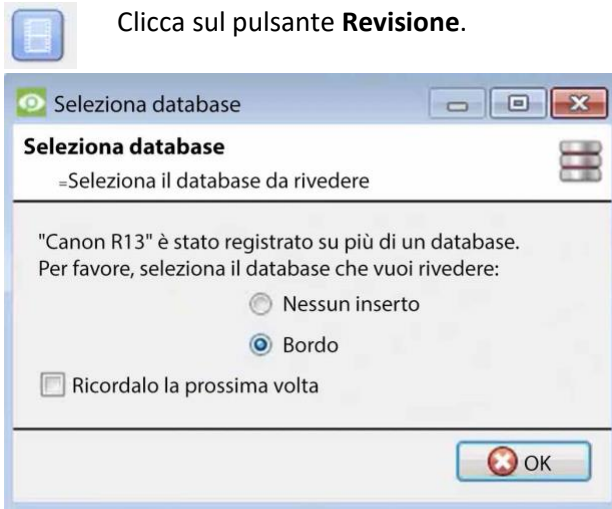 Clicca sul pulsante Revisione.
Seleziona database
Seleziona database
=Seleziona il database da rivedere
"Canon R13" è stato registrato su più di un database.
Per favore, seleziona il database che vuoi rivedere:
Nessun inserto
Bordo
Ricordalo la prossima volta
OK